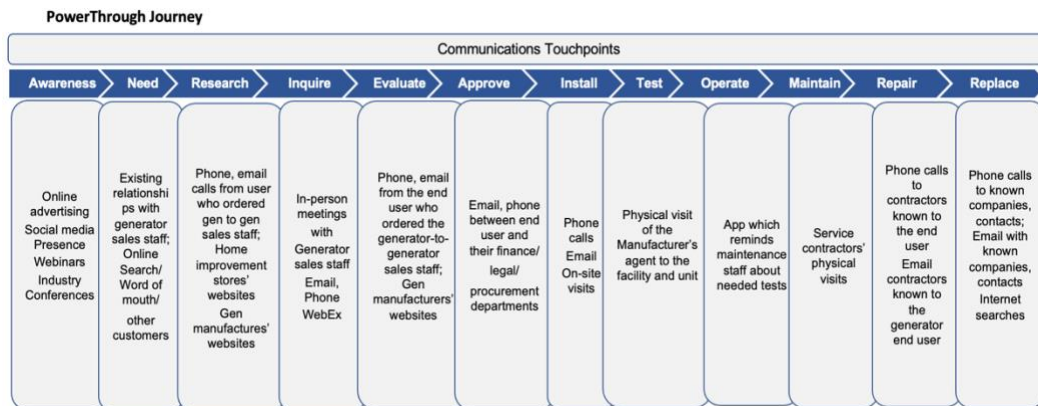 PowerThrough Journey
Communications Touchpoints
Awareness
Need
Research
Inquire
Evaluate
Approve
Install
Test
Operate
Maintain
Repair
Replace
Online
advertising
Social media
Presence
Webinars
Industry
Conferences
Existing
relationshi
ps with
generator
sales staff;
Online
Search/
Word of
mouth/
other
customers
Phone, email
calls from user
who ordered
gen to gen
sales staff;
Home
improvement
stores'
websites
Gen
manufactures'
websites
In-person
meetings
with
Generator
sales staff
Email,
Phone
WebEx
Phone, email
from the end
user who
ordered the
generator-to-
generator
sales staff;
Gen
manufacturers'
websites
Email, phone
between end
user and
their finance/
legal/
procurement
departments
Phone
calls
Email
On-site
visits
Physical visit
of the
Manufacturer's
agent to the
facility and unit
App which
reminds
maintenance
staff about
needed tests
Service
contractors'
physical
visits
Phone calls
to
contractors
known to
the end
user
Email
contractors
known to
the
generator
end user
Phone calls
to known
companies,
contacts;
Email with
known
companies,
contacts
Internet
searches